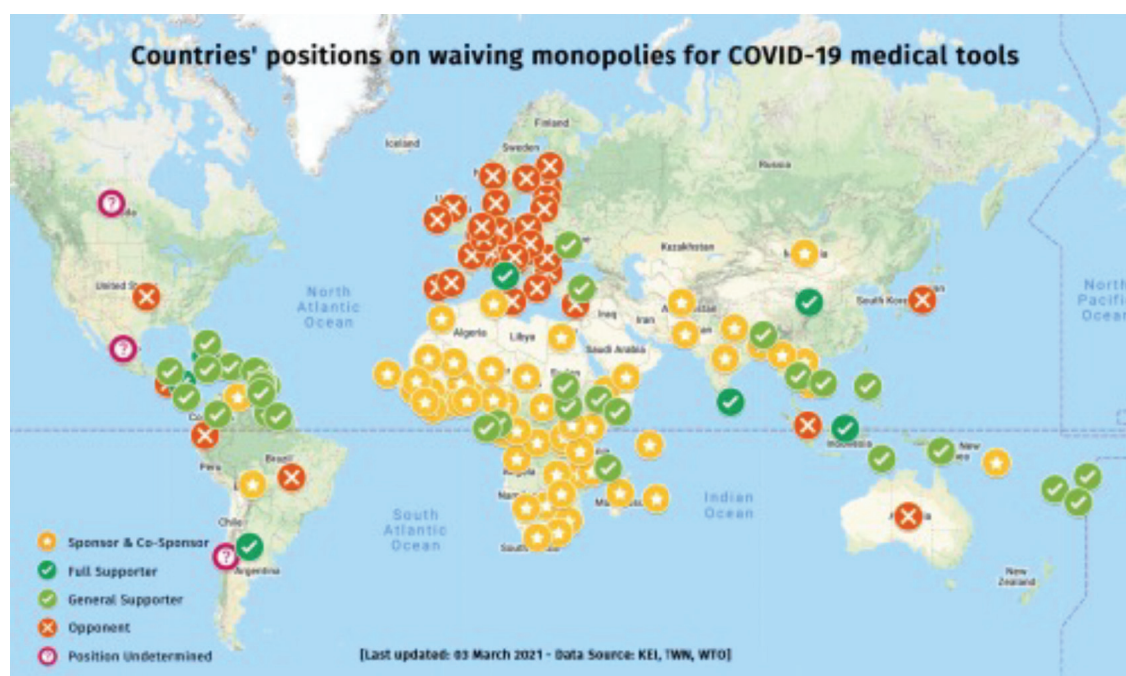 Countries' positions on waiving monopolies for COVID-19 medical tools
Finland
Iceland
Sweden
Russia
Kazakhstan
North
Atlantic
Ocean
North
Pacific
Ocean
South
Iraq
Iran
Algeria
Libya
Saudi Arabia
Peru
Brazil
Indonesia
New
Angola
South
Atlantic
Ocean
Indian
Ocean
Chile
Argentina
New
Zealand
Sponsor & Co-Sponsor
Full Supporter
General Supporter
Opponent
Position Undetermined
[Last updated: 03 March 2021 - Data Source: KEI, TWN, WTO]